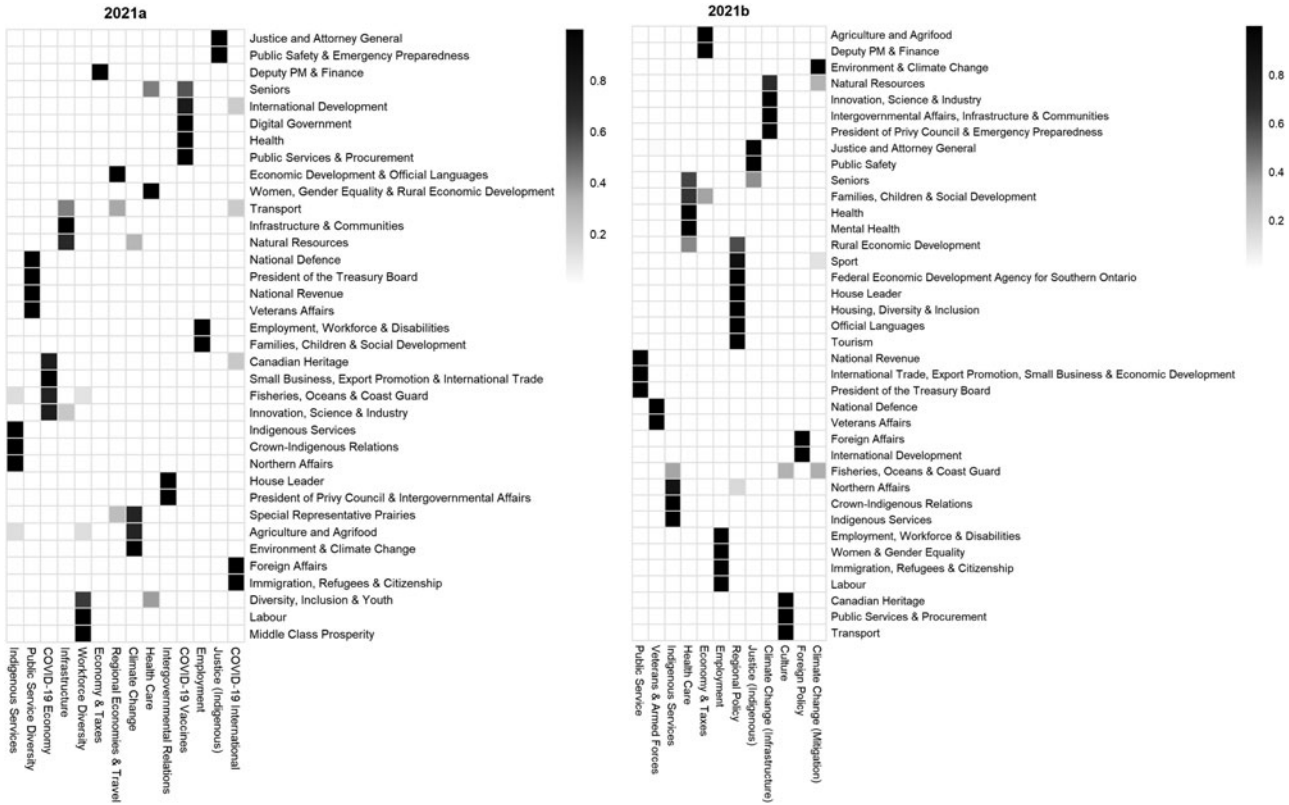 2021a
Justice and Attorney General
Public Safety & Emergency Preparedness
Deputy PM & Finance
Seniors
International Development
Digital Government
Health
Public Services & Procurement
Economic Development & Official Languages
Women, Gender Equality & Rural Economic Development
Transport
Infrastructure & Communities
Natural Resources
National Defence
President of the Treasury Board
National Revenue
Veterans Affairs
Employment, Workforce & Disabilities
Families, Children & Social Development
Canadian Heritage
Small Business, Export Promotion & International Trade
Fisheries, Oceans & Coast Guard
Innovation, Science & Industry
Indigenous Services
Crown-Indigenous Relations
Northern Affairs
House Leader
President of Privy Council & Intergovernmental Affairs
Special Representative Prairies
Agriculture and Agrifood
Environment & Climate Change
Foreign Affairs
Immigration, Refugees & Citizenship
Diversity, Inclusion & Youth
Labour
Middle Class Prosperity
0.8
0.6
0.4
0.2
Indigenous Services
Public Service Diversity
COVID-19 Economy
Infrastructure
Workforce Diversity
Economy & Taxes
Regional Economies & Travel
Climate Change
Health Care
Intergovernmental Relations
COVID-19 Vaccines
Employment
Justice (Indigenous)
COVID-19 International
2021b
Agriculture and Agrifood
Deputy PM & Finance
Environment & Climate Change
Natural Resources
Innovation, Science & Industry
Intergovernmental Affairs, Infrastructure & Communities
President of Privy Council & Emergency Preparedness
Justice and Attorney General
Public Safety
Seniors
Families, Children & Social Development
Health
Mental Health
Rural Economic Development
Sport
Federal Economic Development Agency for Southern Ontario
House Leader
Housing, Diversity & Inclusion
Official Languages
Tourism
National Revenue
International Trade, Export Promotion, Small Business & Economic Development
President of the Treasury Board
National Defence
Veterans Affairs
Foreign Affairs
International Development
Fisheries, Oceans & Coast Guard
Northern Affairs
Crown-Indigenous Relations
Indigenous Services
Employment, Workforce & Disabilities
Women & Gender Equality
Immigration, Refugees & Citizenship
Labour
Canadian Heritage
Public Services & Procurement
Transport
0.8
0.6
0.4
0.2
Public Service
Veterans & Armed Forces
Indigenous Services
Health Care
Economy & Taxes
Employment
Regional Policy
Justice (Indigenous)
Climate Change (Infrastructure)
Culture
Foreign Policy
Climate Change (Mitigation)